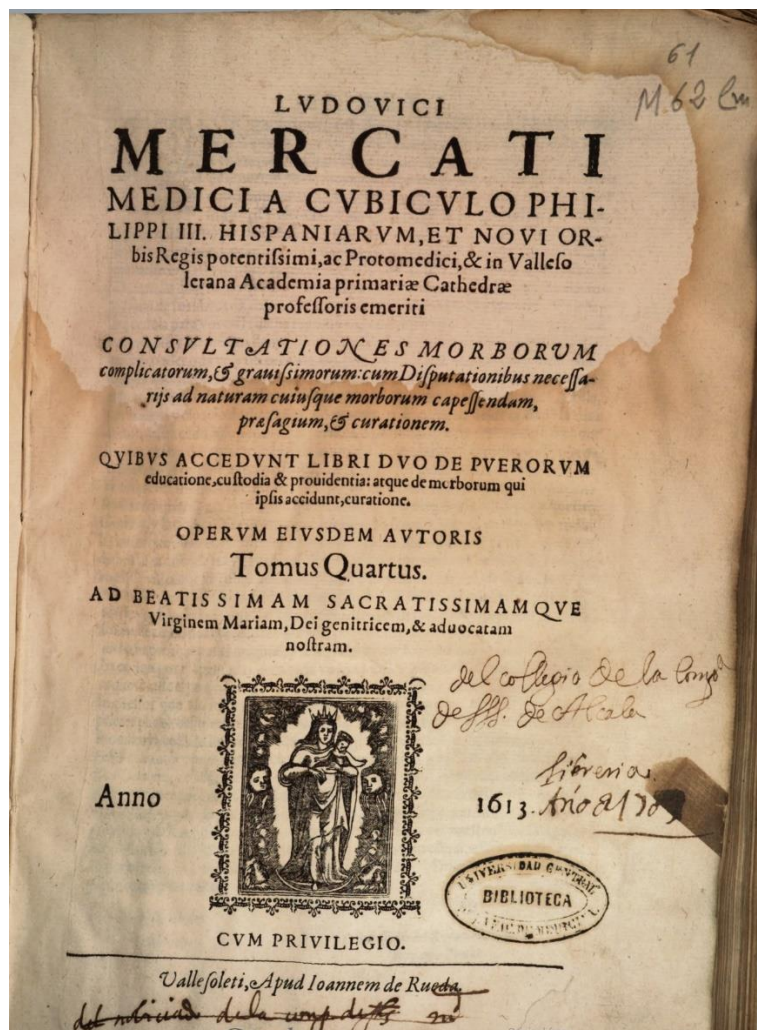 61
M. 62
LVDOVICI
MERCATI
MEDICI A CVBICVLO PHI-
LIPPI III. HISPANIARVM, ET NOVI OR-
bis Regis potentiſsimi, ac Protomedici, & in Valleſo
letana Academia primariæ Cathedræ
profeſſoris emeriti
CONSVLTATIONES MORBORVM
complicatorum, & grauiſsimorum: cum Diſputationibus neceſſa-
rijs ad naturam cuiuſque morborum capeſſendam,
præſagium, & curationem.
QVIBVS ACCEDVNT LIBRI DVO DE PVERORVM
educatione, cuſtodia & prouidentia: atque de morborum qui
ipſis accidunt, curatione.
OPERVM EIVSDEM AVTORIS
Tomus Quartus.
AD BEATISSIMAM SACRATISSIMAMQVE
Virginem Mariam, Dei genitricem, & aduocatam
noſtram.
del collegio de la
de Alcala
libreria
Anno
1613. Año
UNIVERSIDAD CENTRAL
BIBLIOTECA
CVM PRIVILEGIO.
Valleſoleti, Apud Ioannem de Rueda
de la